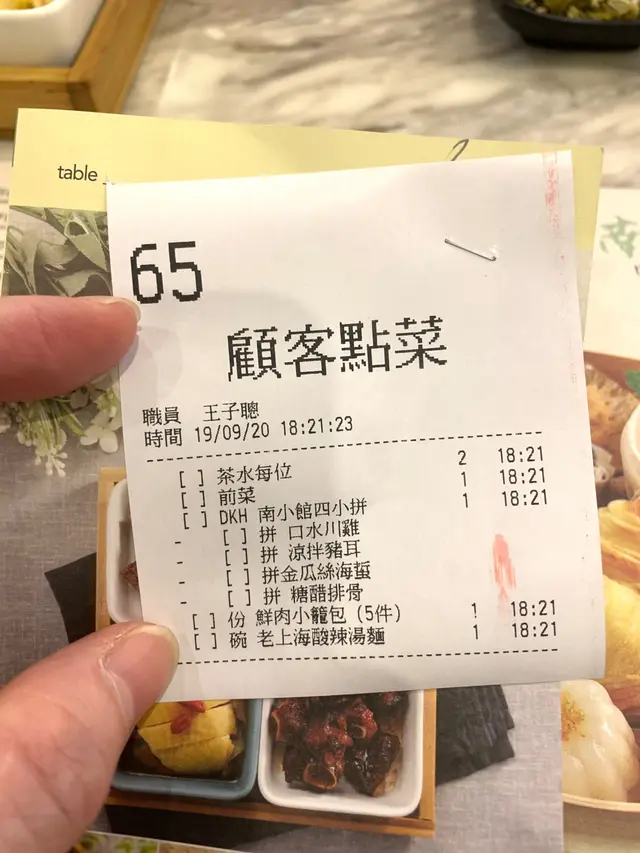 table
65
顧客點菜
職員 王子聰
時間 19/09/20 18:21:23
[ ] 茶水每位 2 18:21
[ ] 前菜 1 18:21
[ ] DKH 南小館四小拼 1 18:21
- [ ] 拼 口水川雞
- [ ] 拼 涼拌豬耳
- [ ] 拼金瓜絲海蜇
- [ ] 拼 糖醋排骨
[ ] 份 鮮肉小籠包 (5件) 1 18:21
[ ] 碗 老上海酸辣湯麵 1 18:21